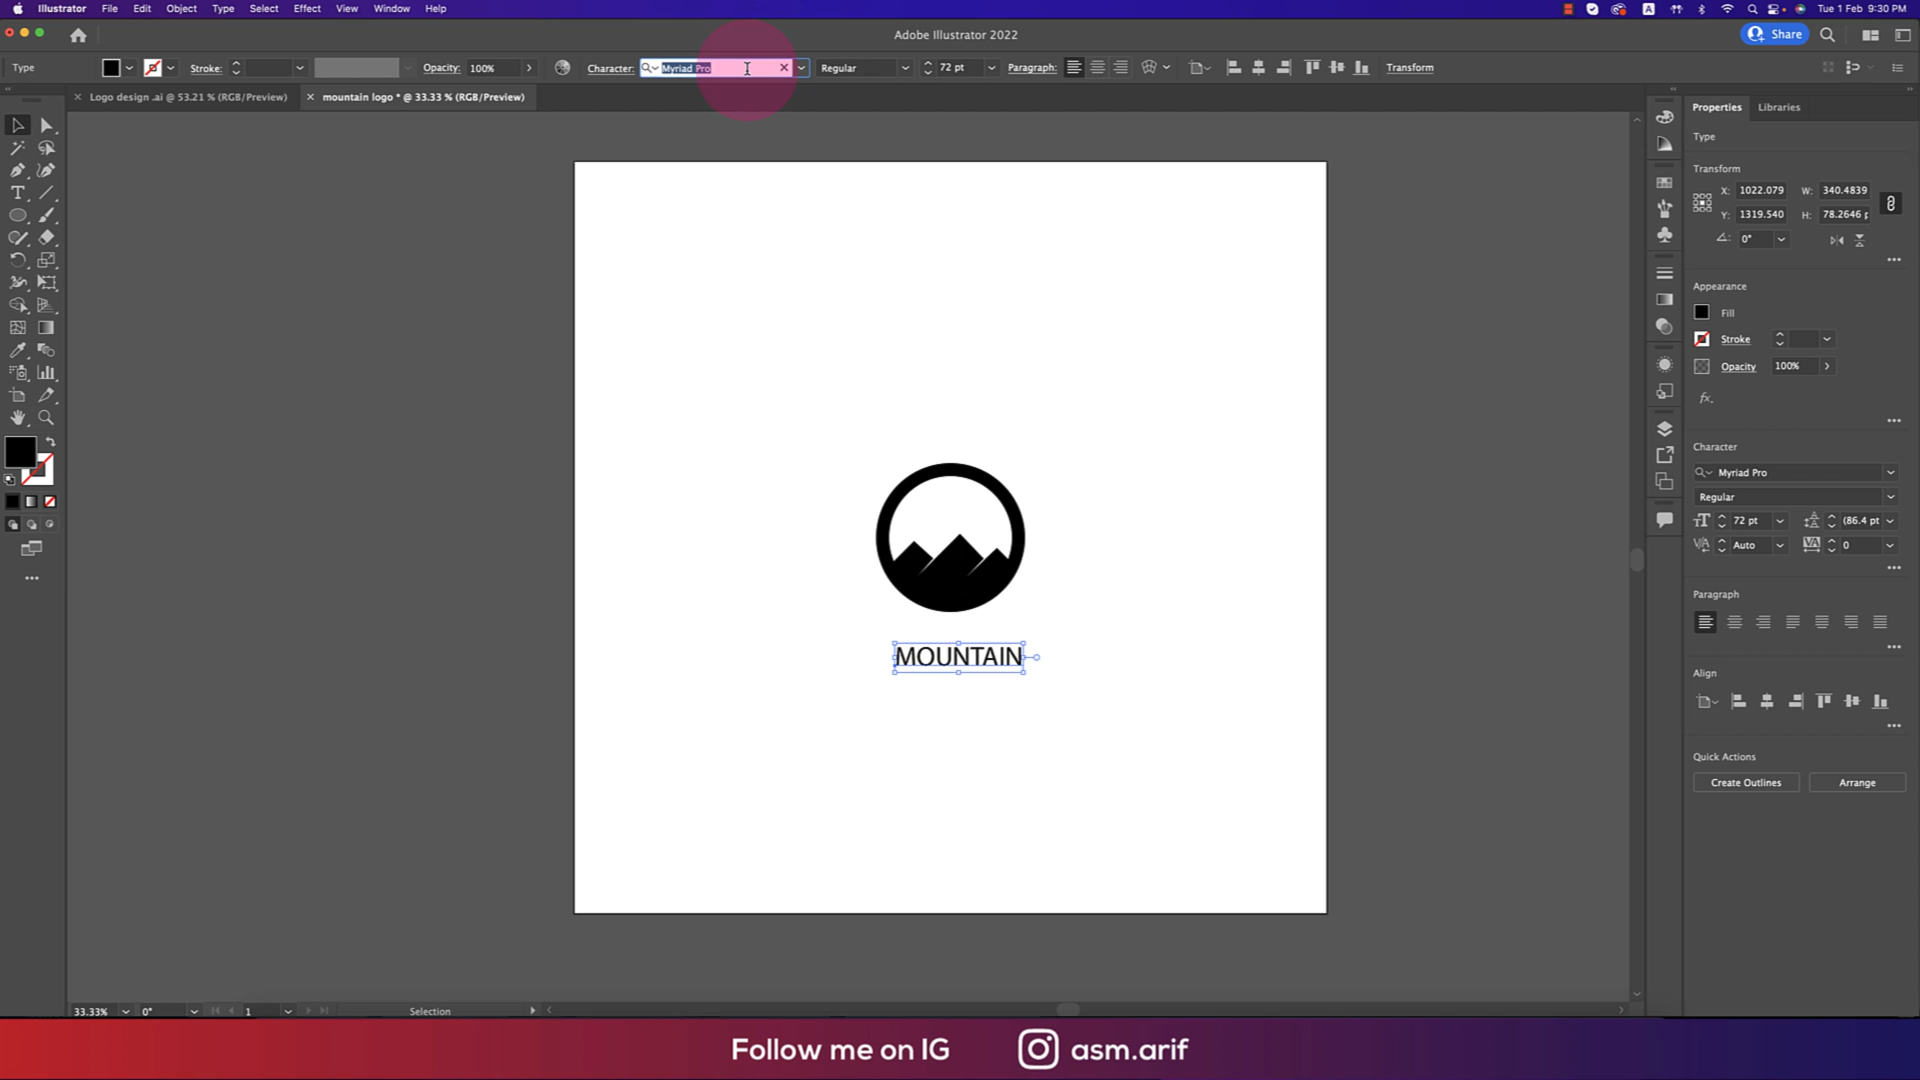 Illustrator File Edit Object Type Select Effect View Window Help
A
Tue 1 Feb 9:30 PM
Adobe Illustrator 2022
Share
Type
Stroke:
Opacity: 100%
Character: Myriad Pro
Regular
72 pt
Paragraph:
Transform
Logo design .ai @ 53.21 % (RGB/Preview)
mountain logo * @ 33.33 % (RGB/Preview)
Properties Libraries
Type
Transform
X: 1022.079 W: 340.4839
Y: 1319.540 H: 78.2646 p
0°
Appearance
Fill
Stroke
Opacity 100%
fx.
Character
Myriad Pro
Regular
72 pt (86.4 pt
Auto 0
Paragraph
Align
Quick Actions
Create Outlines Arrange
MOUNTAIN
33.33% 0° 1 Selection
Follow me on IG asm.arif